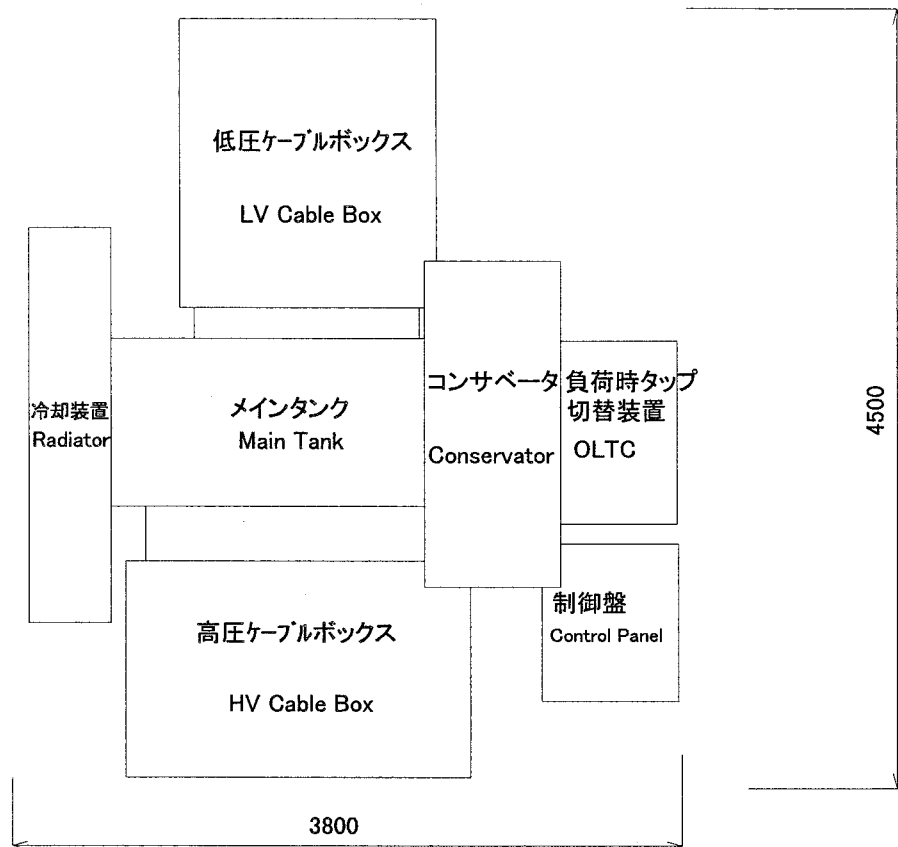 低圧ケーブルボックス
LV Cable Box
冷却装置
Radiator
メインタンク
Main Tank
コンサベータ
Conservator
負荷時タップ
切替装置
OLTC
4500
高圧ケーブルボックス
HV Cable Box
制御盤
Control Panel
3800